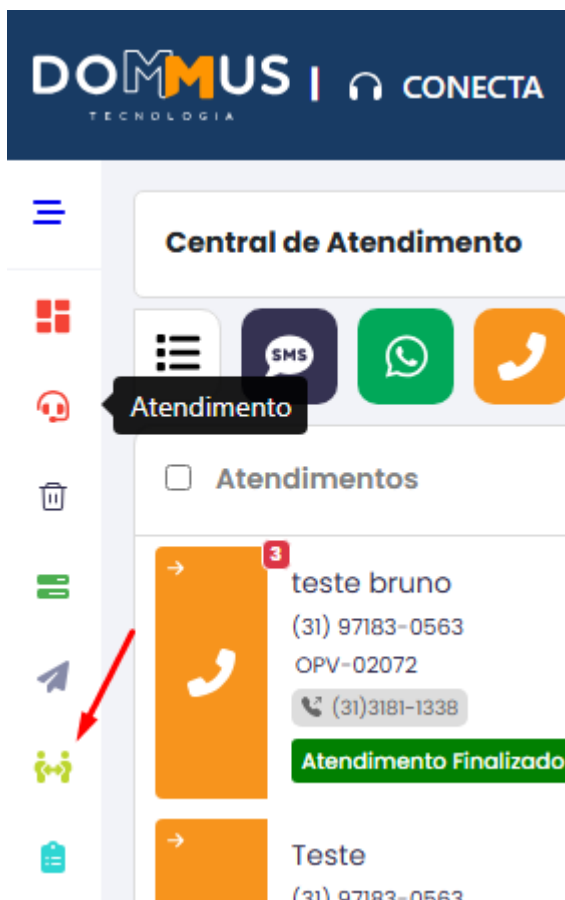 DOMMUS | CONECTA
TECNOLOGIA
Central de Atendimento
SMS
Atendimento
Atendimentos
3
teste bruno
(31) 97183-0563
OPV-02072
(31)3181-1338
Atendimento Finalizado
Teste
(31) 97183-0563